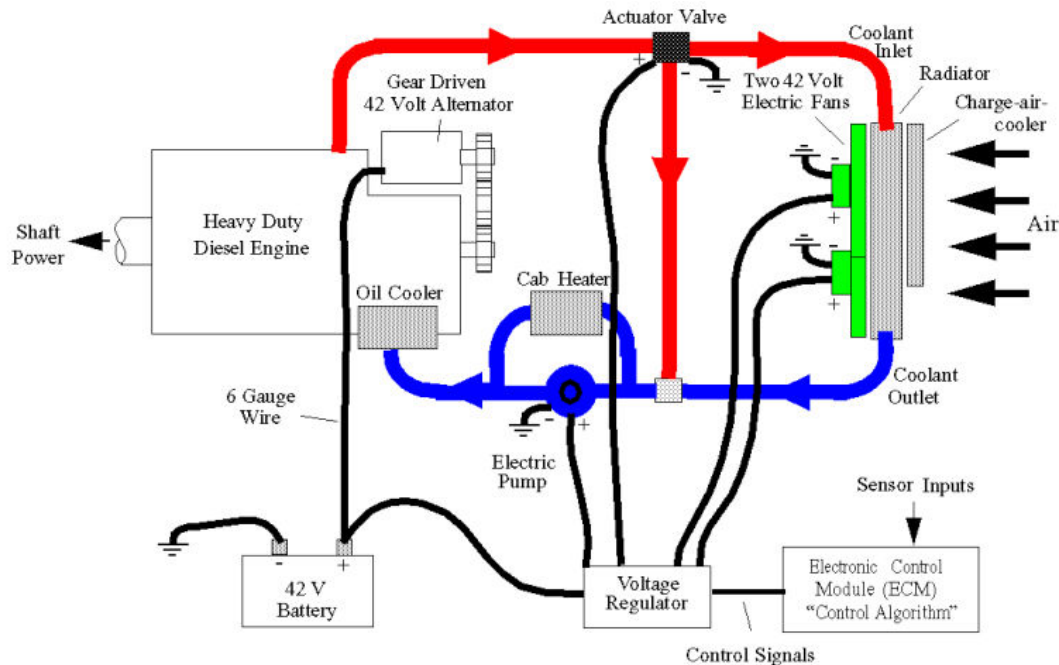 Actuator Valve
+
-
Coolant
Inlet
Radiator
Charge-air-
cooler
Two 42 Volt
Electric Fans
Gear Driven
42 Volt Alternator
-
+
-
+
Air
Shaft
Power
Heavy Duty
Diesel Engine
Oil Cooler
Cab Heater
Coolant
Outlet
6 Gauge
Wire
-
+
Electric
Pump
Sensor Inputs
-
+
42 V
Battery
Voltage
Regulator
Electronic Control
Module (ECM)
“Control Algorithm”
Control Signals